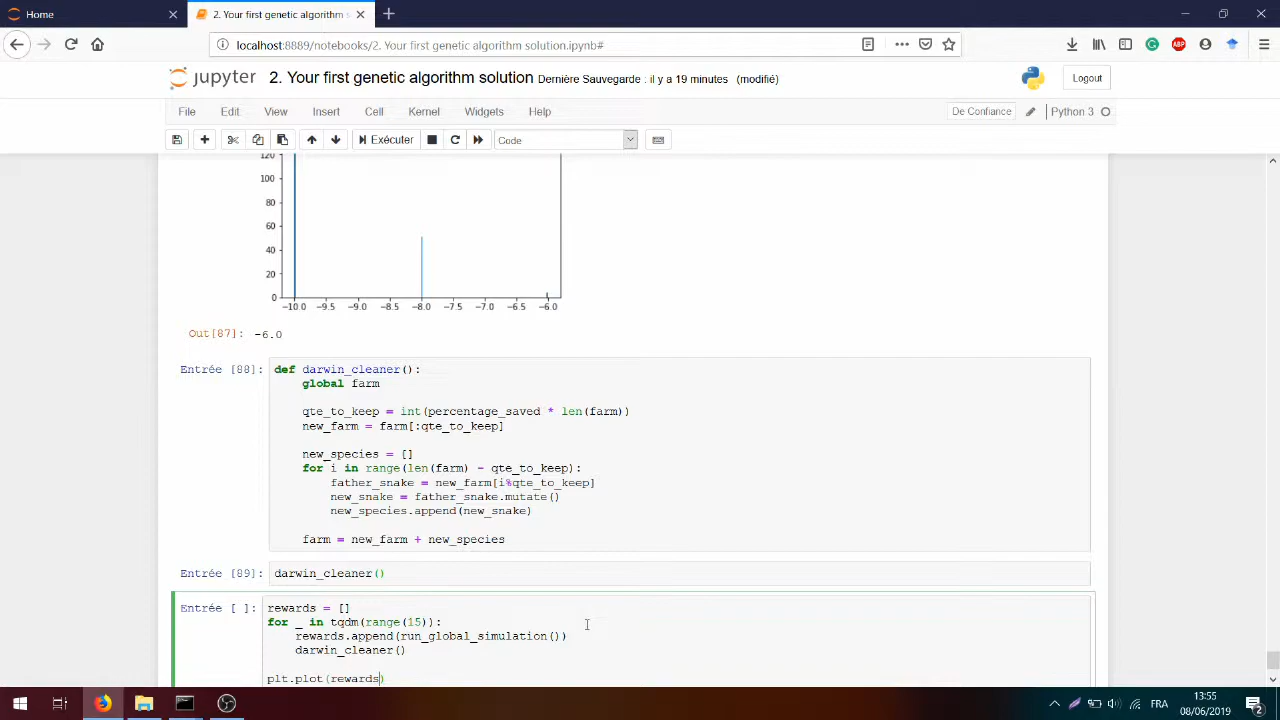 Home
2. Your first genetic algorithm solution
localhost:8889/notebooks/2. Your first genetic algorithm solution.ipynb#
jupyter 2. Your first genetic algorithm solution Dernière Sauvegarde : il y a 19 minutes (modifié)
Logout
File Edit View Insert Cell Kernel Widgets Help
De Confiance Python 3
Exécuter Code
ABP
120
100
80
60
40
20
0
−10.0 −9.5 −9.0 −8.5 −8.0 −7.5 −7.0 −6.5 −6.0
Out[87]: -6.0
Entrée [88]: def darwin_cleaner():
global farm
qte_to_keep = int(percentage_saved * len(farm))
new_farm = farm[:qte_to_keep]
new_species = []
for i in range(len(farm) - qte_to_keep):
father_snake = new_farm[i%qte_to_keep]
new_snake = father_snake.mutate()
new_species.append(new_snake)
farm = new_farm + new_species
Entrée [89]: darwin_cleaner()
Entrée [ ]: rewards = []
for _ in tqdm(range(15)):
rewards.append(run_global_simulation())
darwin_cleaner()
plt.plot(rewards)
FRA
13:55
08/06/2019
2